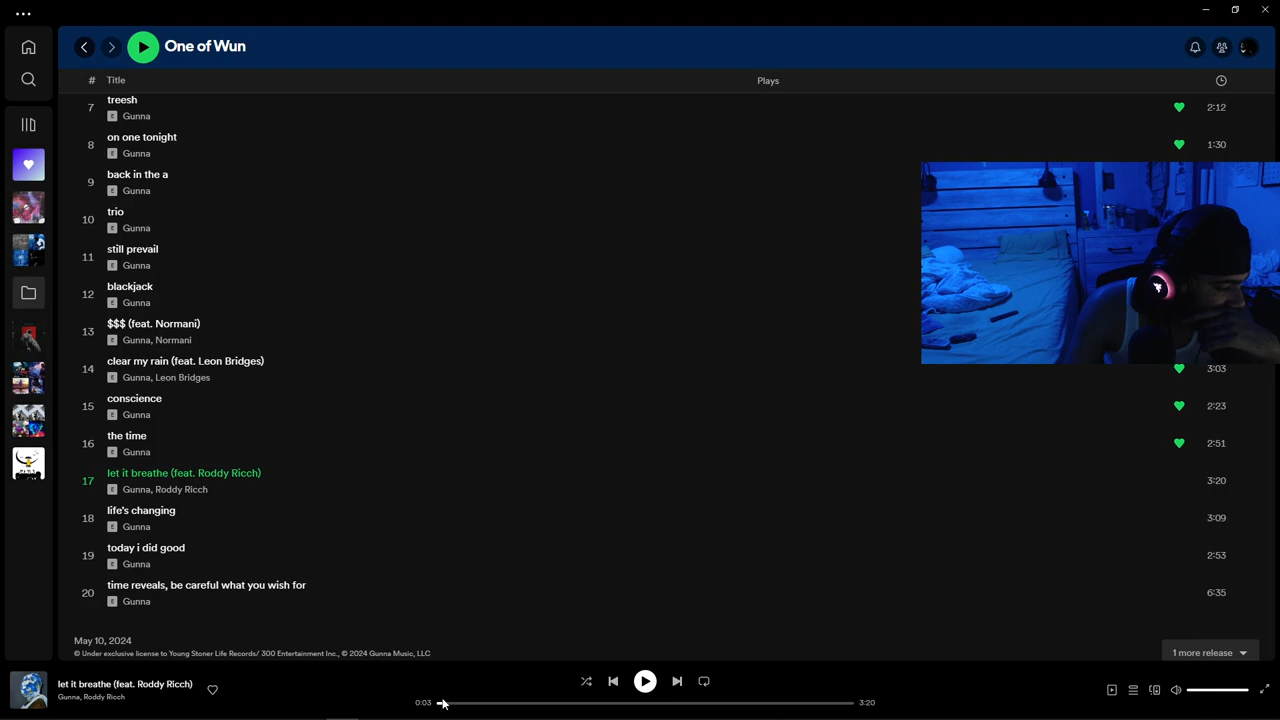 One of Wun
# Title Plays
7 treesh 2:12
E Gunna
8 on one tonight 1:30
E Gunna
9 back in the a
E Gunna
10 trio
E Gunna
11 still prevail
E Gunna
12 blackjack
E Gunna
13 $$$ (feat. Normani)
E Gunna, Normani
14 clear my rain (feat. Leon Bridges) 3:03
E Gunna, Leon Bridges
15 conscience 2:23
E Gunna
16 the time 2:51
E Gunna
17 let it breathe (feat. Roddy Ricch) 3:20
E Gunna, Roddy Ricch
18 life's changing 3:09
E Gunna
19 today i did good 2:53
E Gunna
20 time reveals, be careful what you wish for 6:35
E Gunna
May 10, 2024
© Under exclusive license to Young Stoner Life Records/ 300 Entertainment Inc., © 2024 Gunna Music, LLC
1 more release
let it breathe (feat. Roddy Ricch)
Gunna, Roddy Ricch
0:03 3:20